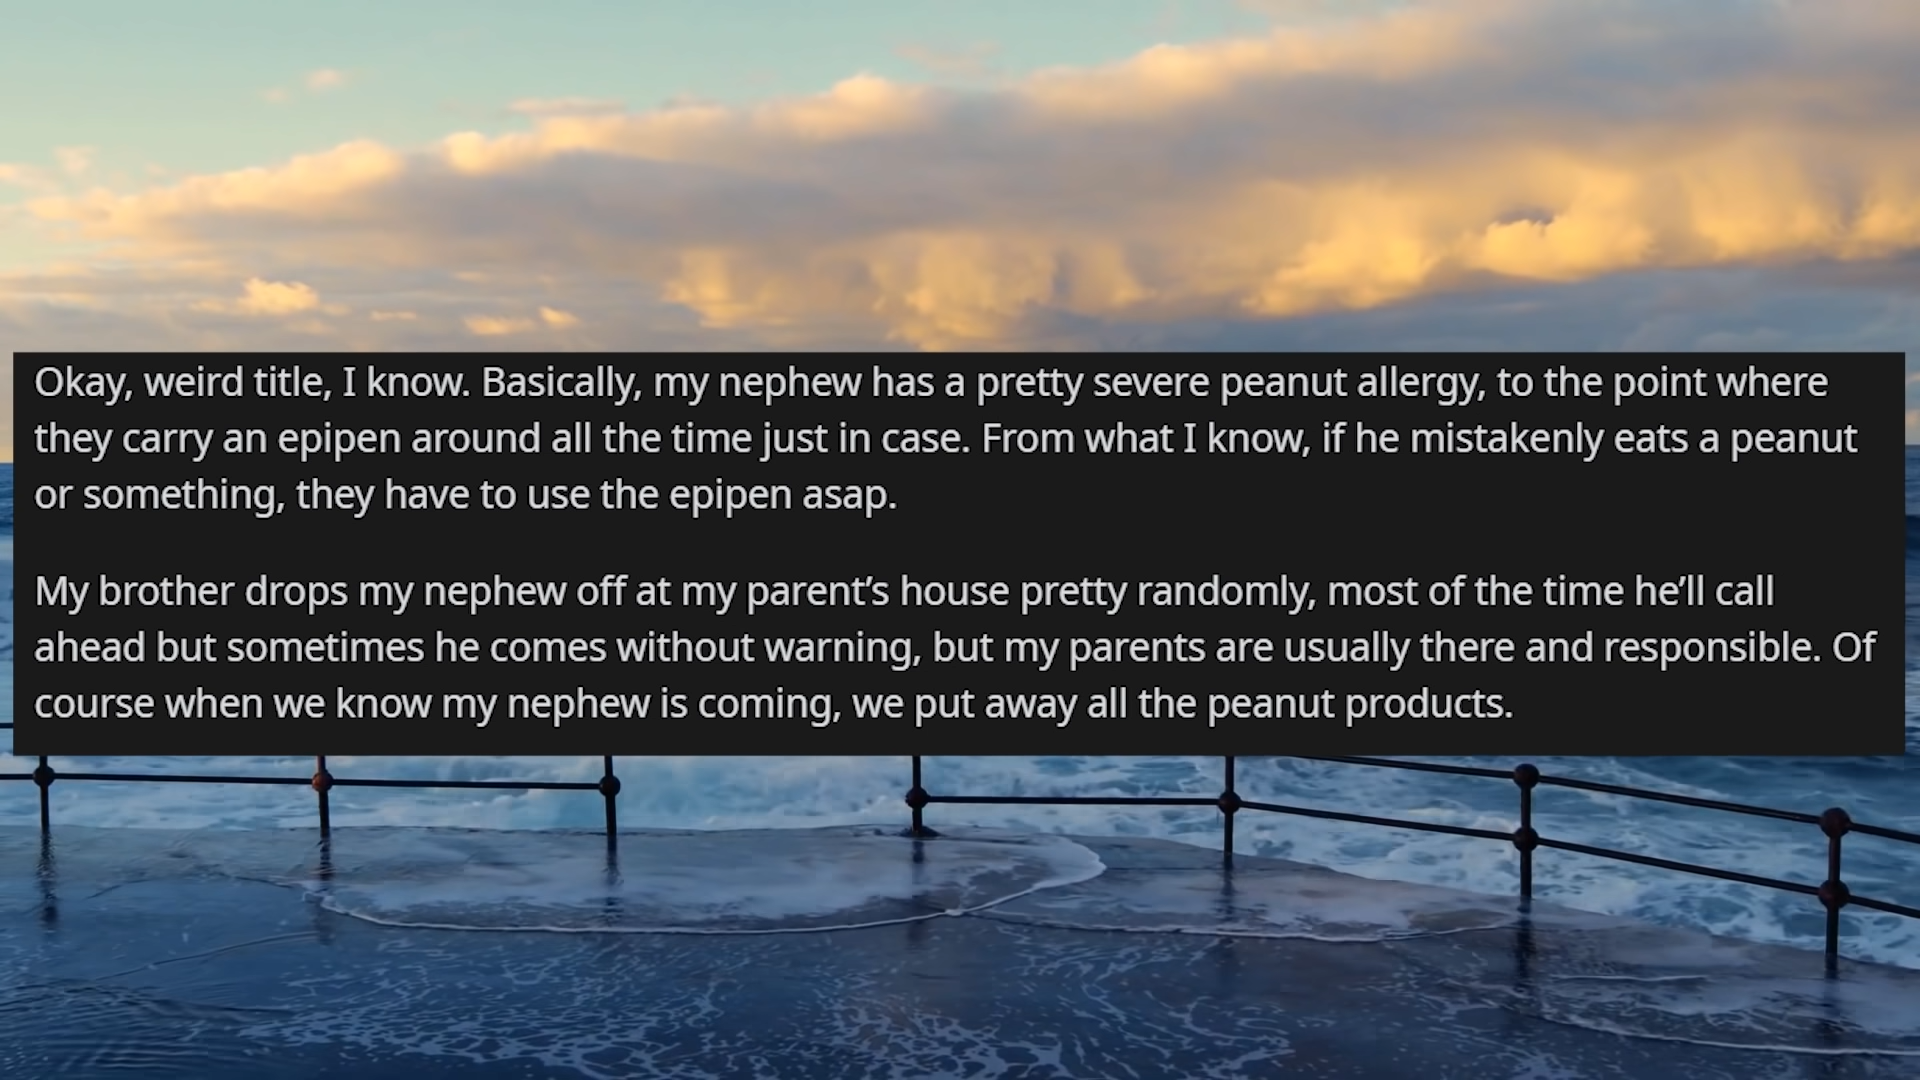 Okay, weird title, I know. Basically, my nephew has a pretty severe peanut allergy, to the point where
they carry an epipen around all the time just in case. From what I know, if he mistakenly eats a peanut
or something, they have to use the epipen asap.
My brother drops my nephew off at my parent’s house pretty randomly, most of the time he’ll call
ahead but sometimes he comes without warning, but my parents are usually there and responsible. Of
course when we know my nephew is coming, we put away all the peanut products.